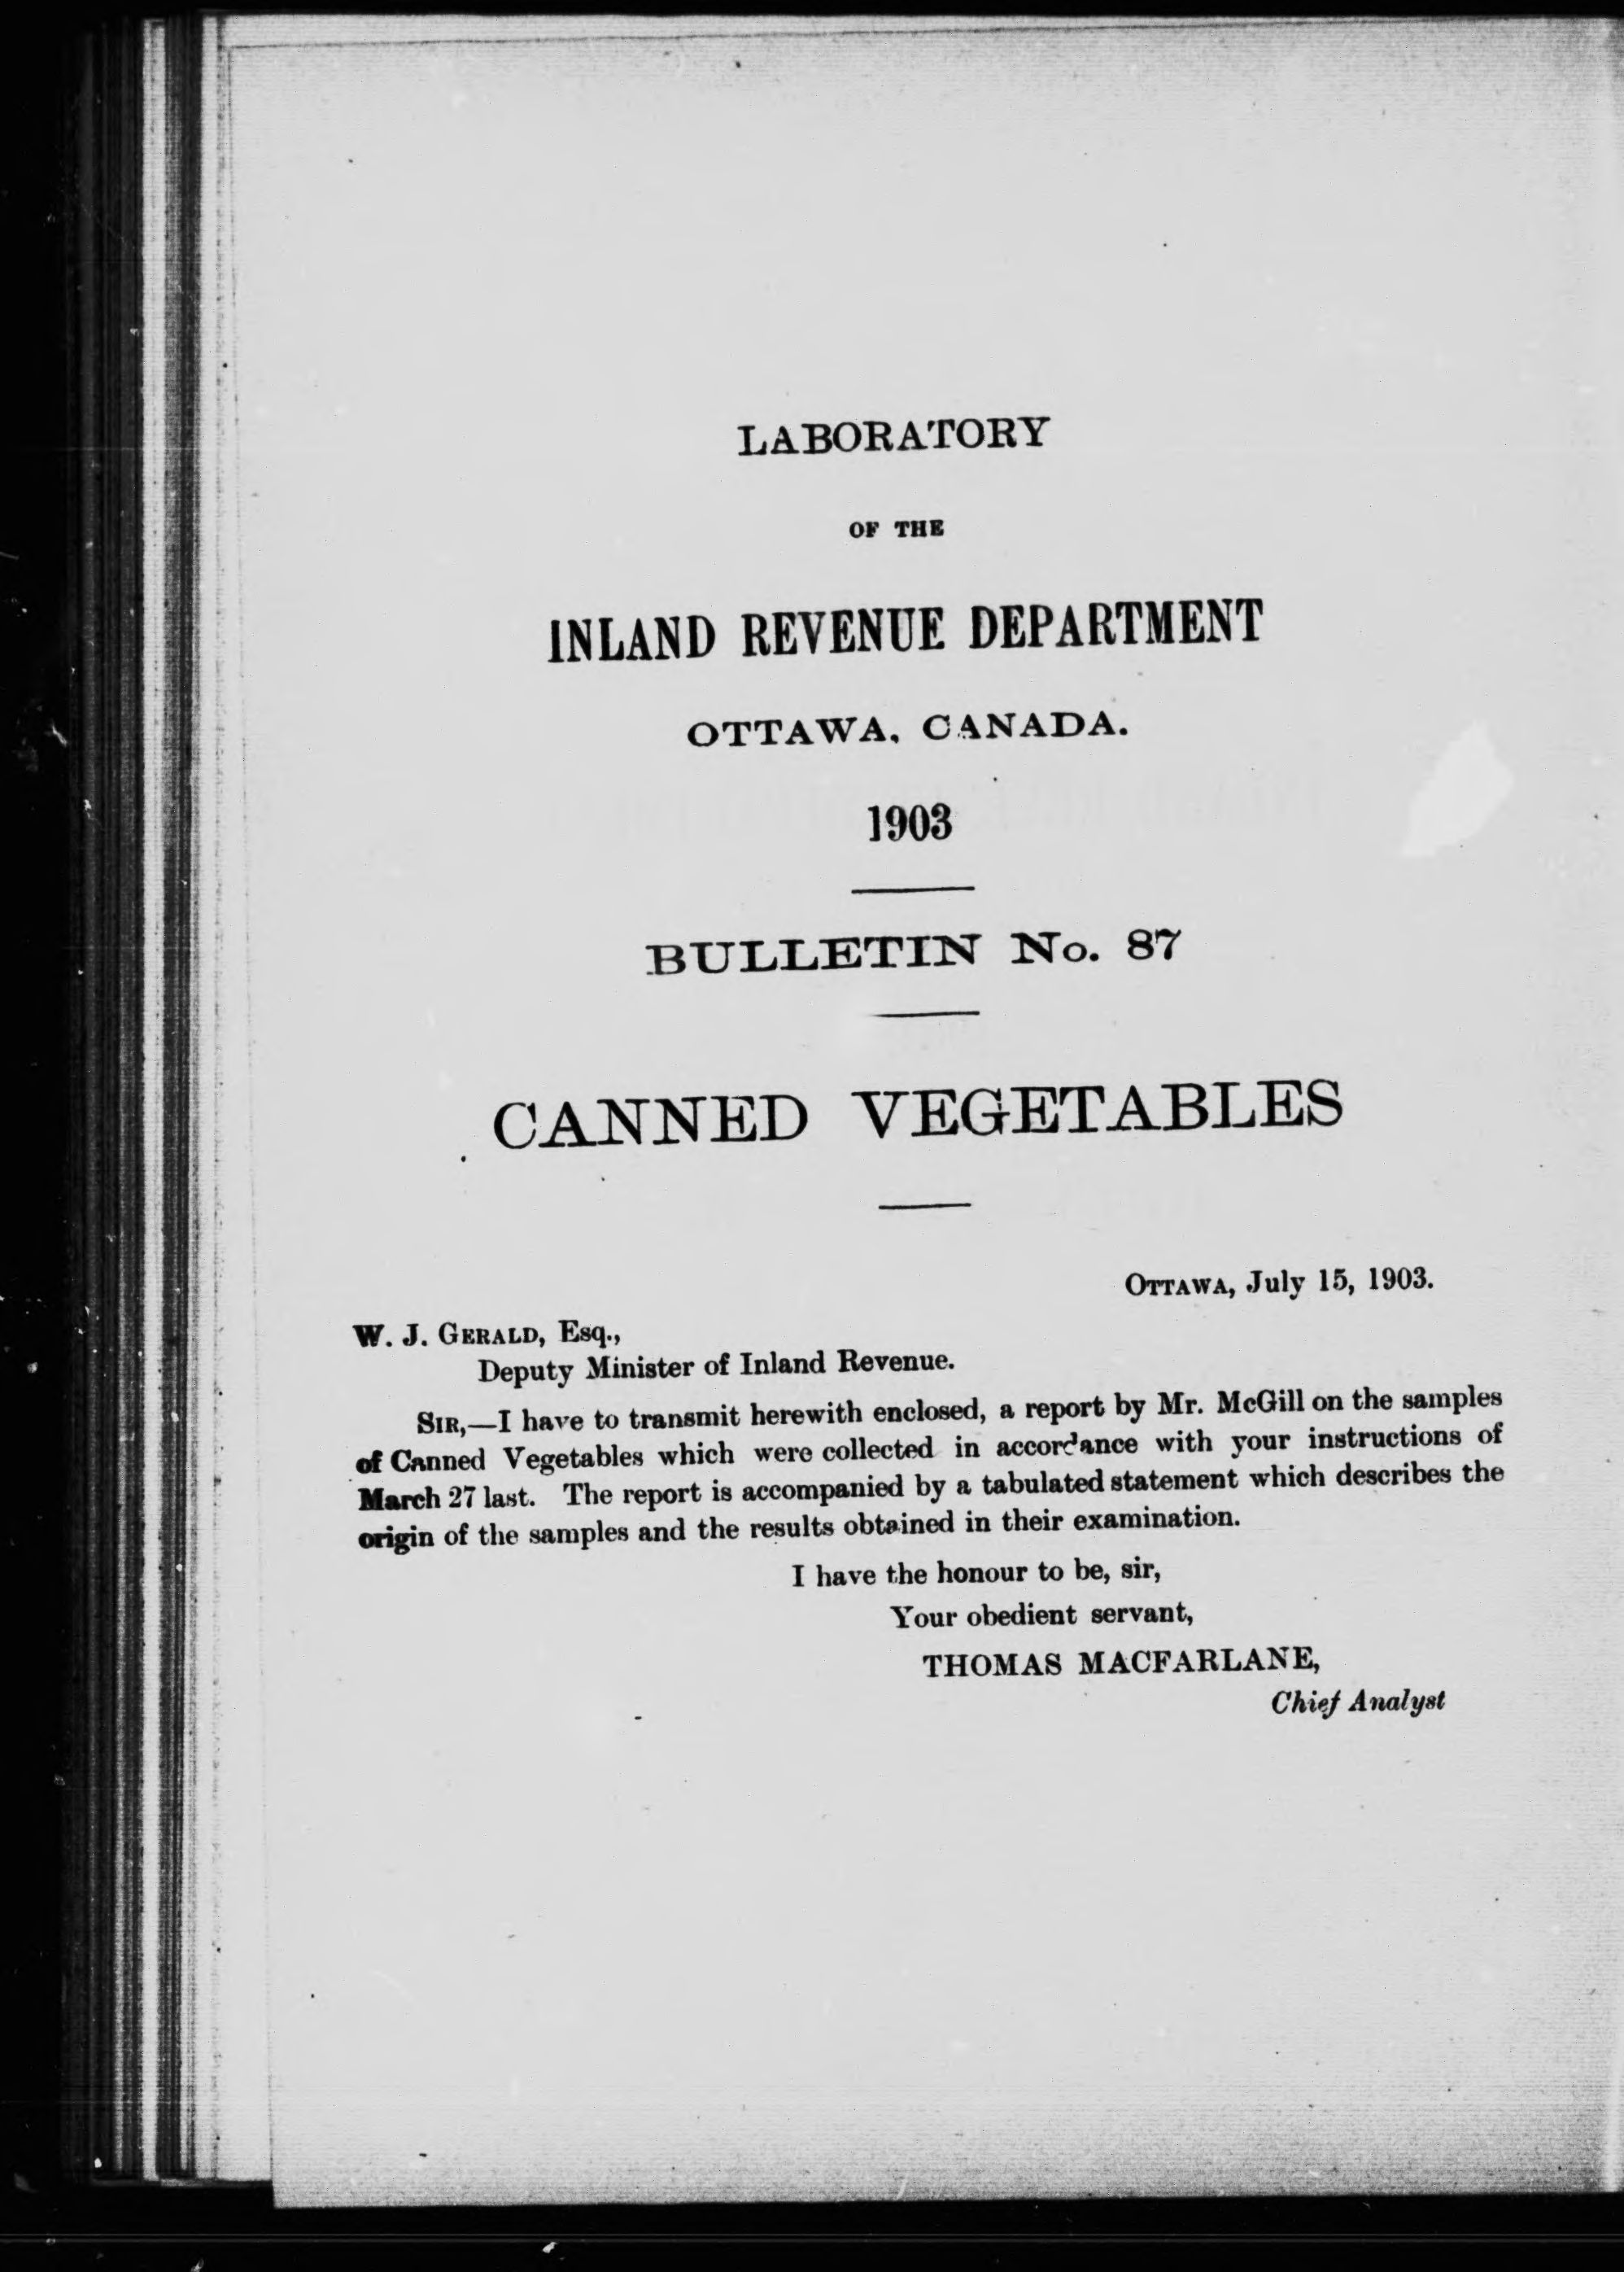 LABORATORY
OF THE
INLAND REVENUE DEPARTMENT
OTTAWA, CANADA.
1903
BULLETIN No. 87
CANNED VEGETABLES
OTTAWA, July 15, 1903.
W. J. GERALD, Esq.,
Deputy Minister of Inland Revenue.
SIR,—I have to transmit herewith enclosed, a report by Mr. McGill on the samples
of Canned Vegetables which were collected in accordance with your instructions of
March 27 last. The report is accompanied by a tabulated statement which describes the
origin of the samples and the results obtained in their examination.
I have the honour to be, sir,
Your obedient servant,
THOMAS MACFARLANE,
Chief Analyst